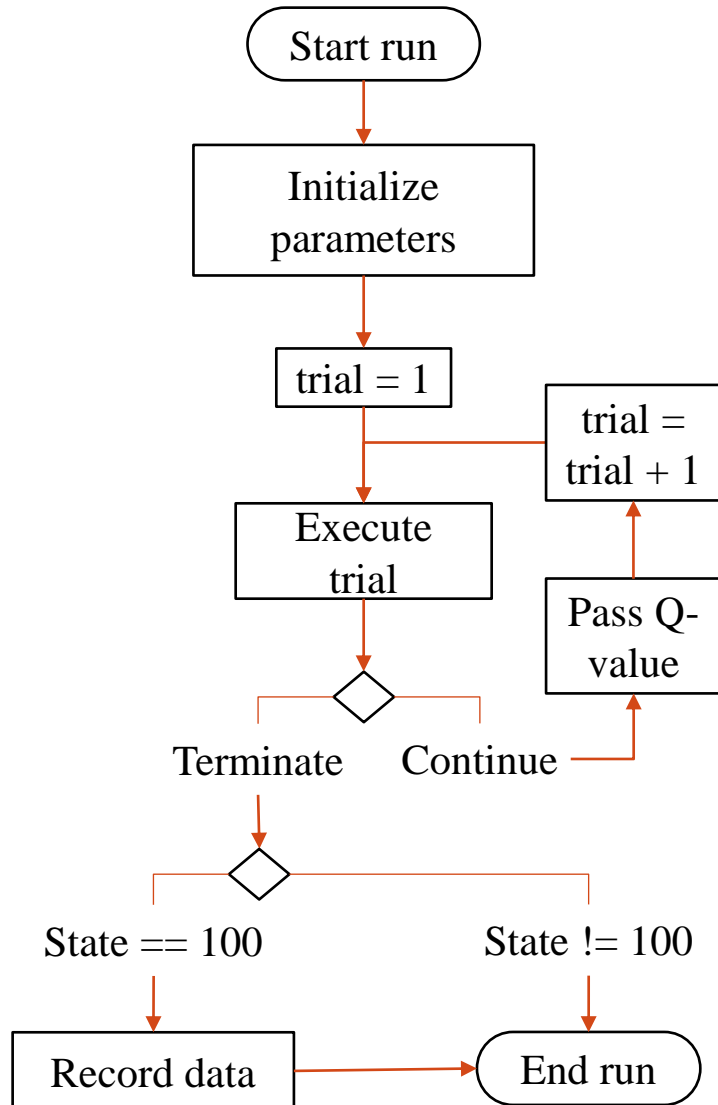 Start run
Initialize
parameters
trial = 1
trial =
trial + 1
Execute
trial
Pass Q-
value
Terminate
Continue
State == 100
State != 100
Record data
End run